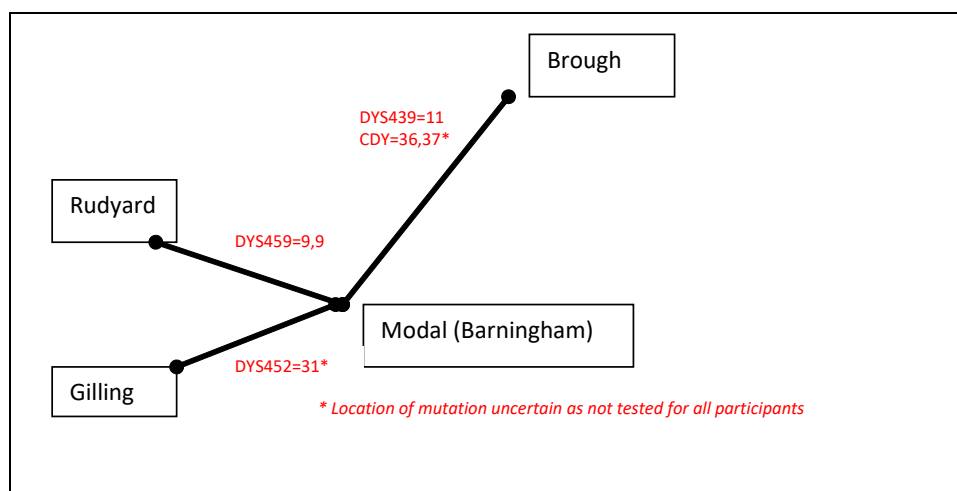 Brough
DYS439=11
CDY=36,37*
Rudyard
DYS459=9,9
Modal (Barningham)
DYS452=31*
Gilling
* Location of mutation uncertain as not tested for all participants